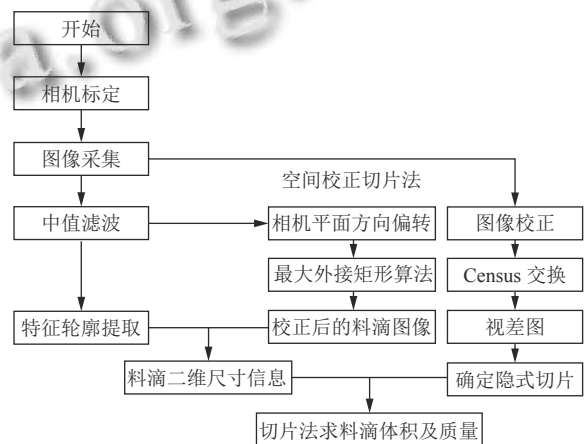 开始
相机标定
图像采集
空间校正切片法
中值滤波
相机平面方向偏转
图像校正
最大外接矩形算法
Census 交换
特征轮廓提取
校正后的料滴图像
视差图
料滴二维尺寸信息
确定隐式切片
切片法求料滴体积及质量